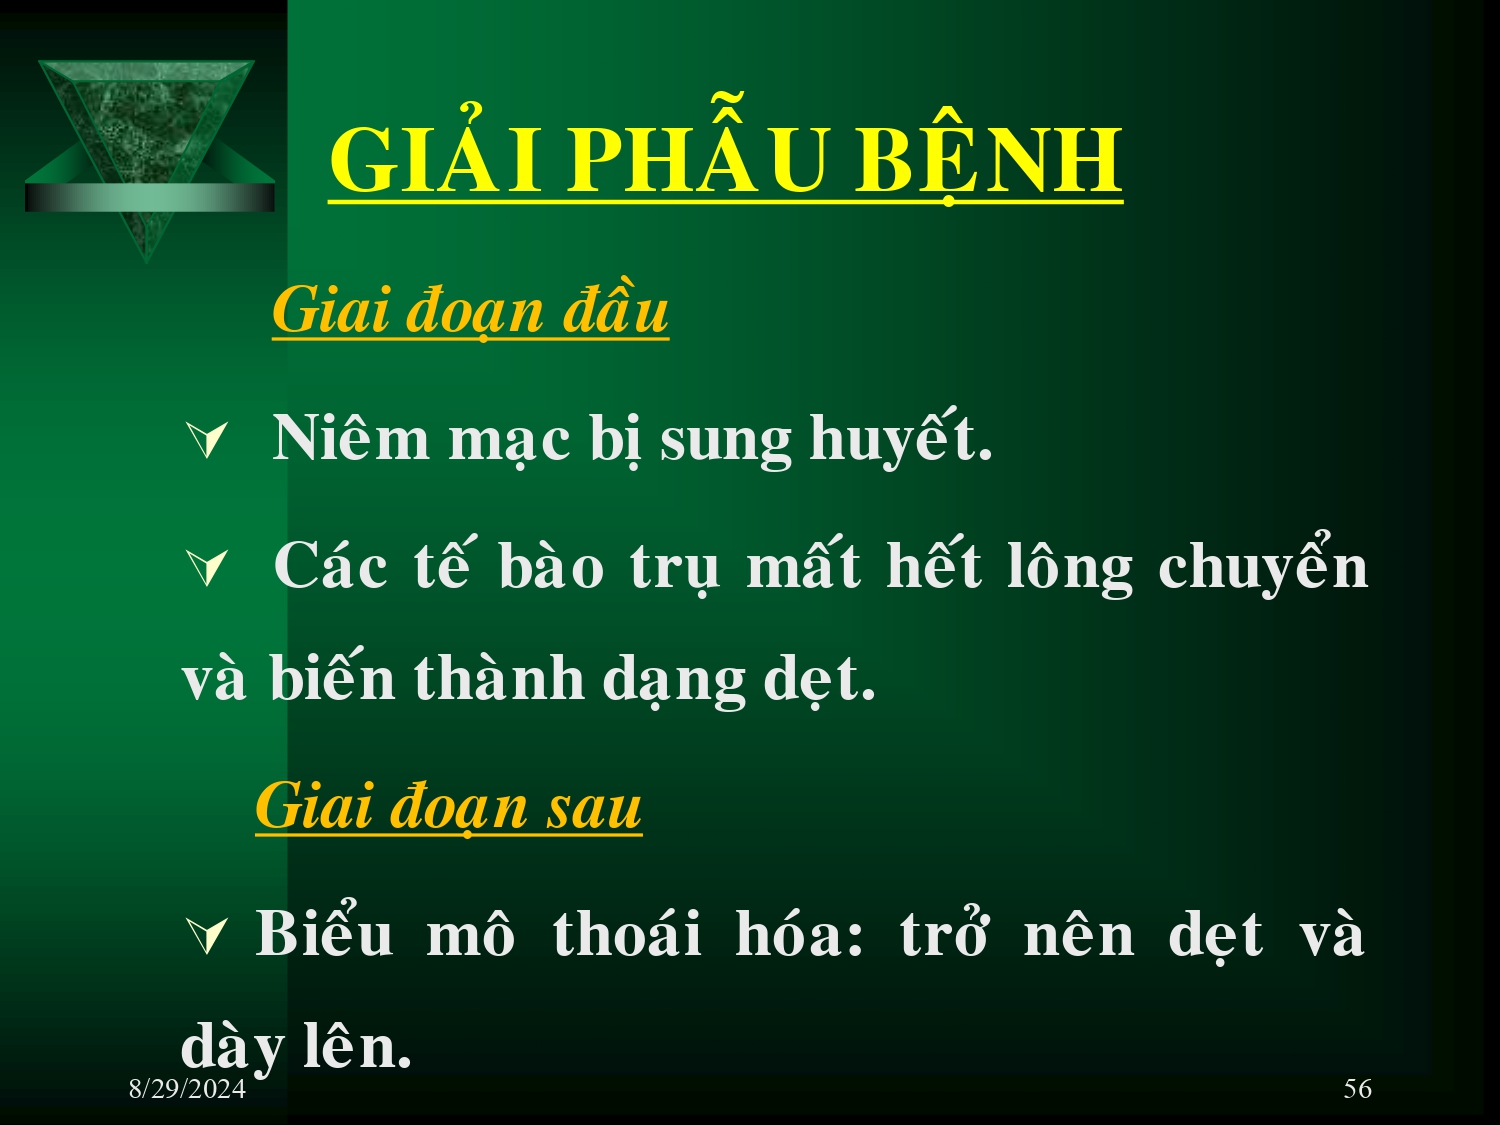 GIẢI PHẪU BỆNH
Giai đoạn đầu
Niêm mạc bị sung huyết.
Các tế bào trụ mất hết lông chuyển
và biến thành dạng dẹt.
Giai đoạn sau
Biểu mô thoái hóa: trở nên dẹt và
dày lên.
8/29/2024
56